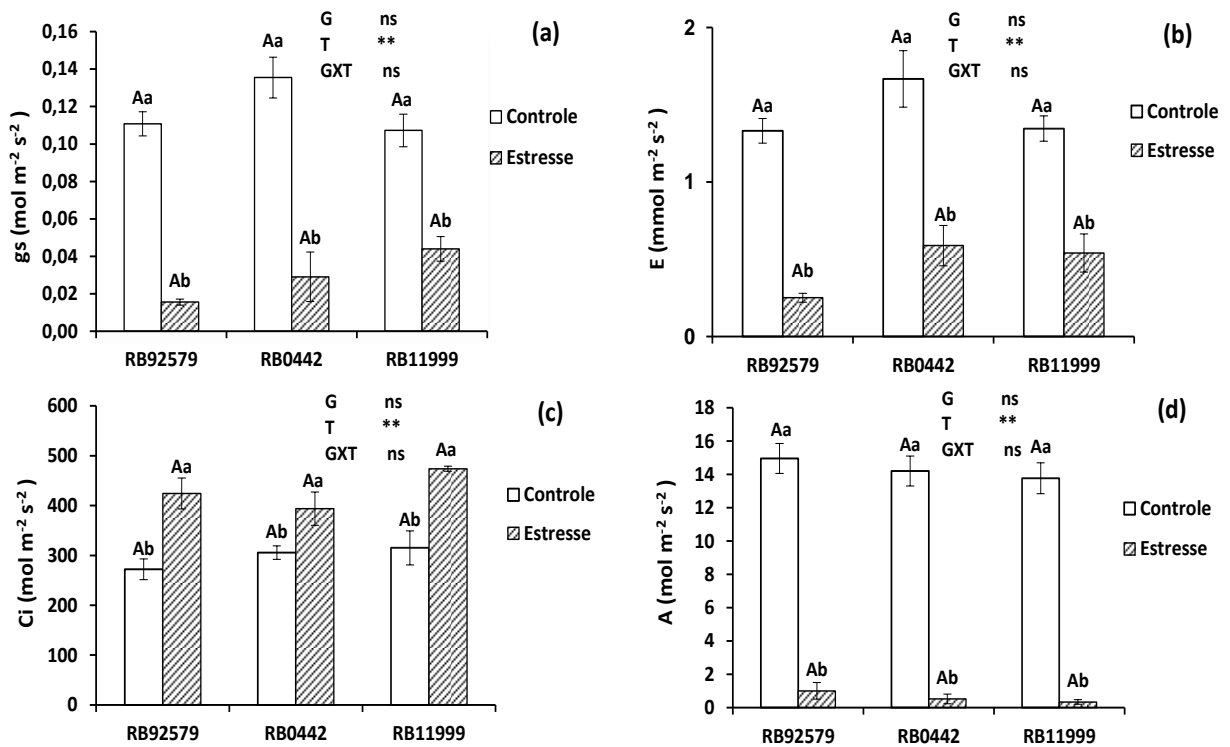 (a)
G ns
T **
GXT ns
gs (mol m⁻² s⁻²)
0,16
0,14
0,12
0,10
0,08
0,06
0,04
0,02
0,00
Aa
Ab
Aa
Ab
Aa
Ab
RB92579
RB0442
RB11999
Controle
Estresse
(b)
G ns
T **
GXT ns
E (mmol m⁻² s⁻²)
2
1
0
Aa
Ab
Aa
Ab
Aa
Ab
RB92579
RB0442
RB11999
Controle
Estresse
(c)
G ns
T **
GXT ns
Ci (mol m⁻² s⁻²)
600
500
400
300
200
100
0
Ab
Aa
Ab
Aa
Ab
Aa
RB92579
RB0442
RB11999
Controle
Estresse
(d)
G ns
T **
GXT ns
A (mol m⁻² s⁻²)
18
16
14
12
10
8
6
4
2
0
Aa
Ab
Aa
Ab
Aa
Ab
RB92579
RB0442
RB11999
Controle
Estresse